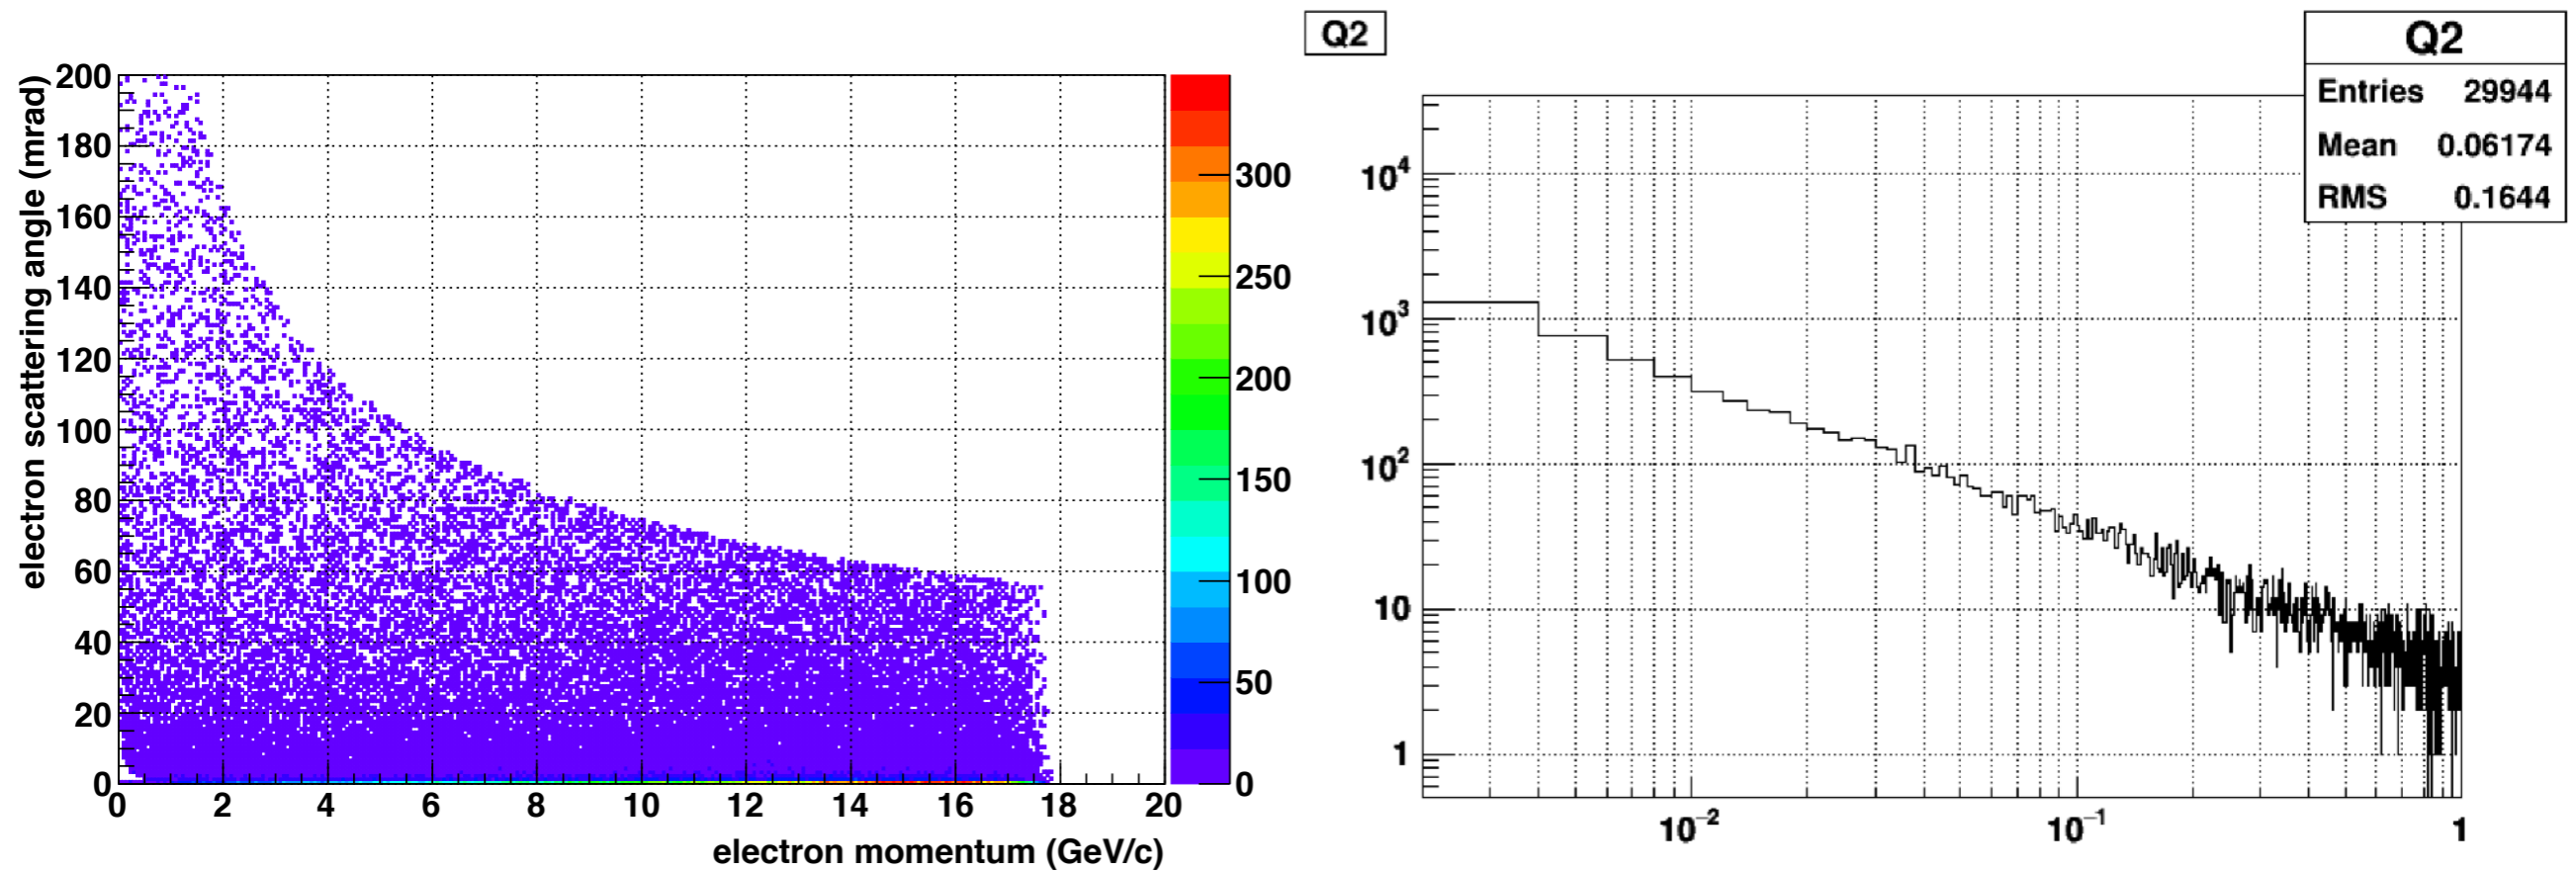 electron scattering angle (mrad)
200
180
160
140
120
100
80
60
40
20
0
0 2 4 6 8 10 12 14 16 18 20
electron momentum (GeV/c)
300
250
200
150
100
50
0
Q2
Q2
Entries 29944
Mean 0.06174
RMS 0.1644
10⁴
10³
10²
10
1
10⁻² 10⁻¹ 1